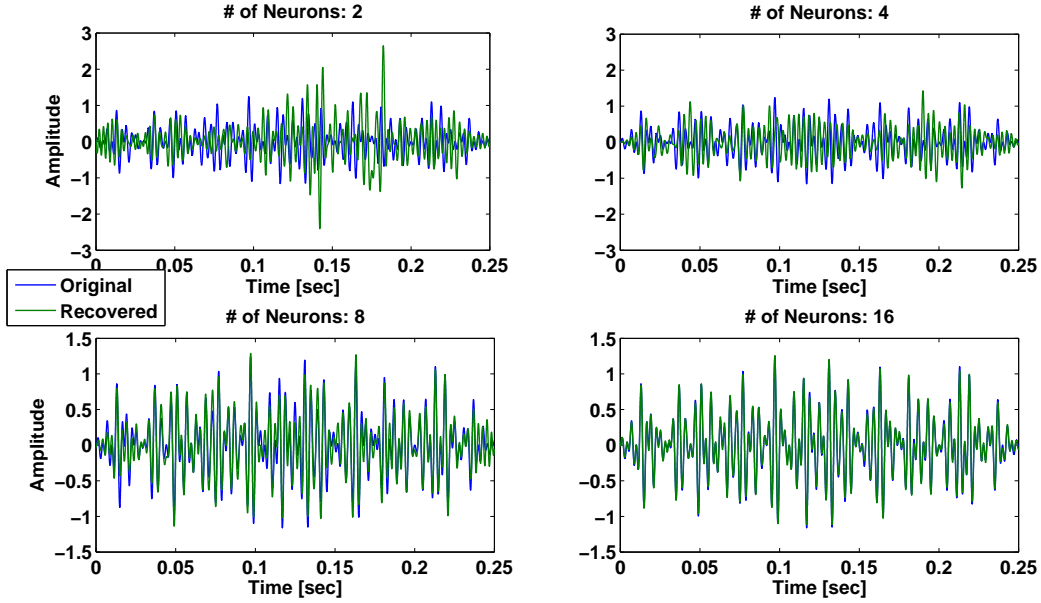 # of Neurons: 2
3
2
1
0
−1
−2
−3
Amplitude
0 0.05 0.1 0.15 0.2 0.25
Time [sec]
# of Neurons: 4
3
2
1
0
−1
−2
−3
0 0.05 0.1 0.15 0.2 0.25
Time [sec]
Original
Recovered
# of Neurons: 8
1.5
1
0.5
0
−0.5
−1
−1.5
Amplitude
0 0.05 0.1 0.15 0.2 0.25
Time [sec]
# of Neurons: 16
1.5
1
0.5
0
−0.5
−1
−1.5
0 0.05 0.1 0.15 0.2 0.25
Time [sec]